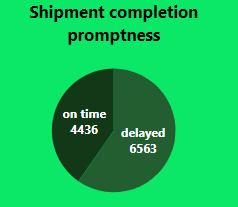 Shipment completion
promptness
on time
4436
delayed
6563